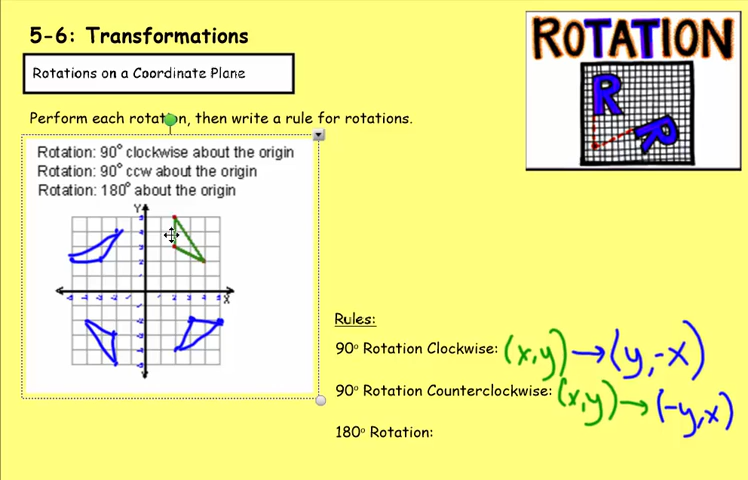 5-6: Transformations
ROTATION
Rotations on a Coordinate Plane
R
R
Perform each rotation, then write a rule for rotations.
Rotation: 90° clockwise about the origin
Rotation: 90° ccw about the origin
Rotation: 180° about the origin
Y
X
Rules:
90° Rotation Clockwise: (x,y) → (y,-x)
90° Rotation Counterclockwise: (x,y) → (-y,x)
180° Rotation: